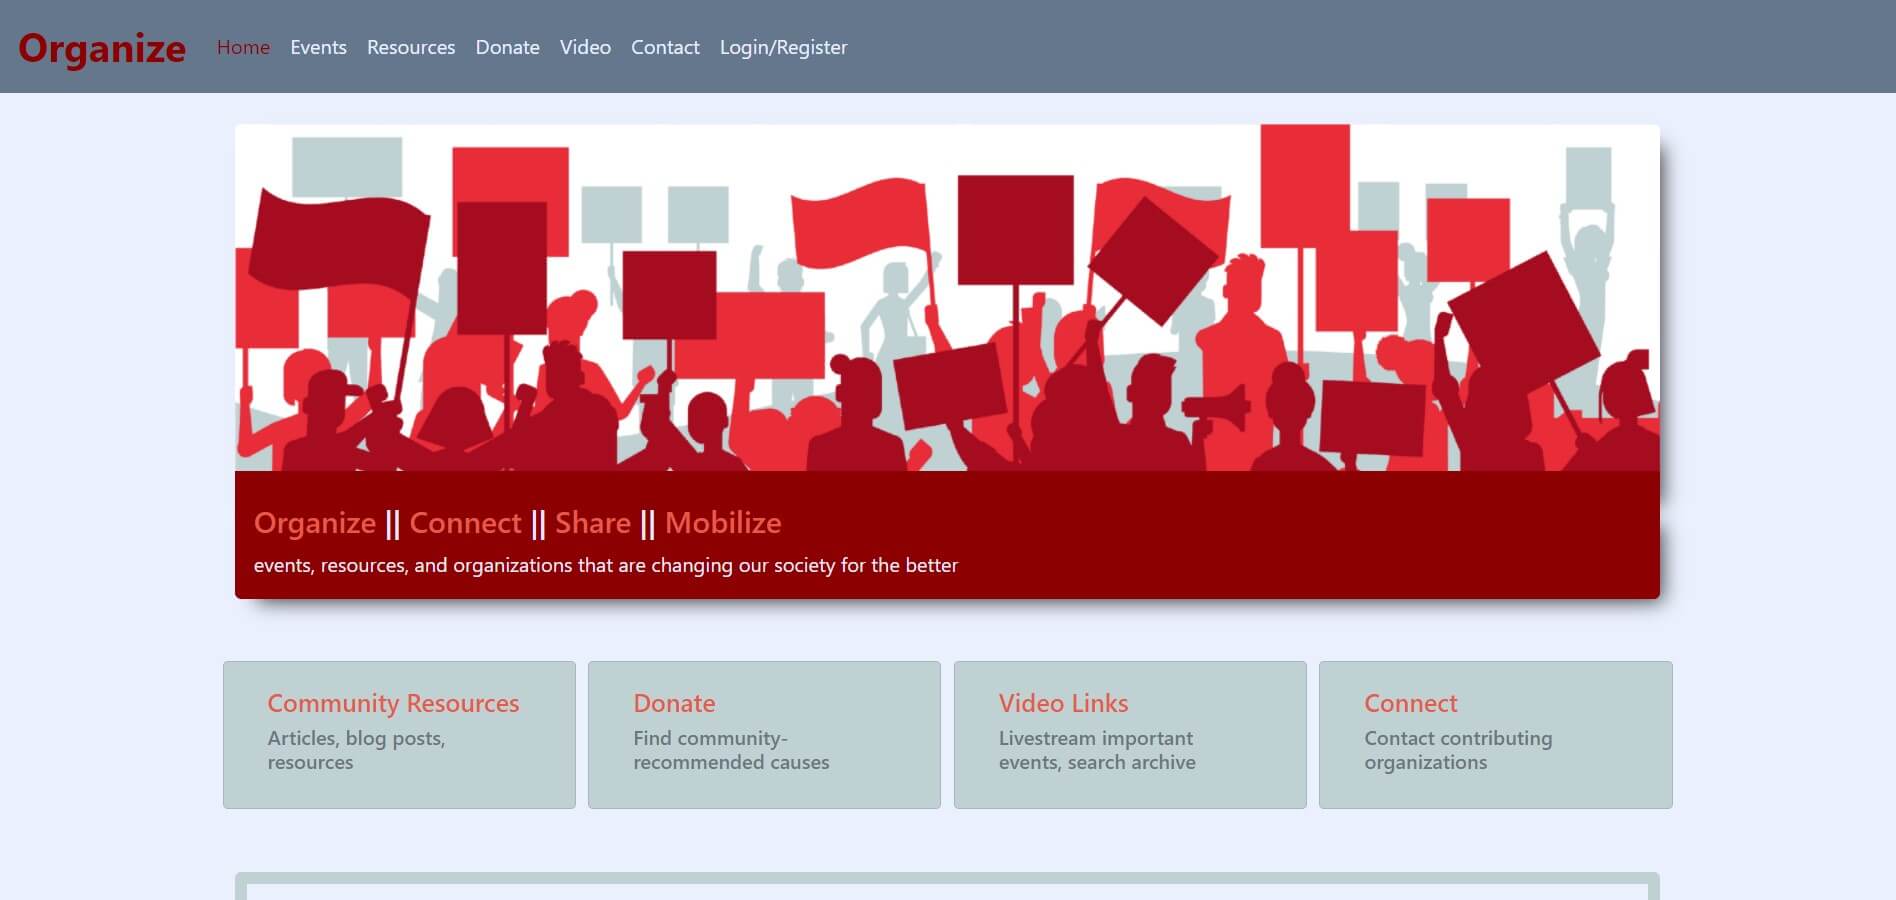 Organize Home Events Resources Donate Video Contact Login/Register
Organize || Connect || Share || Mobilize
events, resources, and organizations that are changing our society for the better
Community Resources
Articles, blog posts,
resources
Donate
Find community-
recommended causes
Video Links
Livestream important
events, search archive
Connect
Contact contributing
organizations